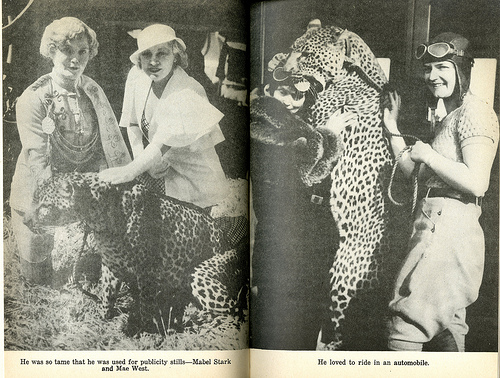 He was so tame that he was used for publicity stills—Mabel Stark
and Mae West.
He loved to ride in an automobile.